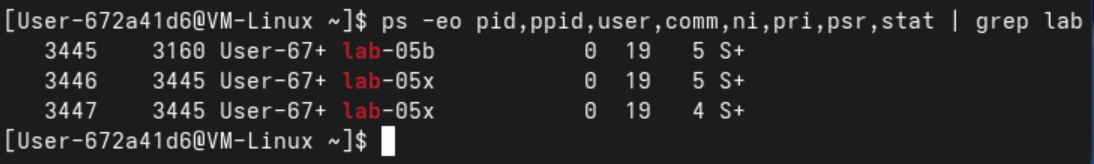 [User-672a41d6@VM-Linux ~]$ ps -eo pid,ppid,user,comm,ni,pri,psr,stat | grep lab
   3445    3160 User-67+ lab-05b           0  19   5 S+
   3446    3445 User-67+ lab-05x           0  19   5 S+
   3447    3445 User-67+ lab-05x           0  19   4 S+
[User-672a41d6@VM-Linux ~]$